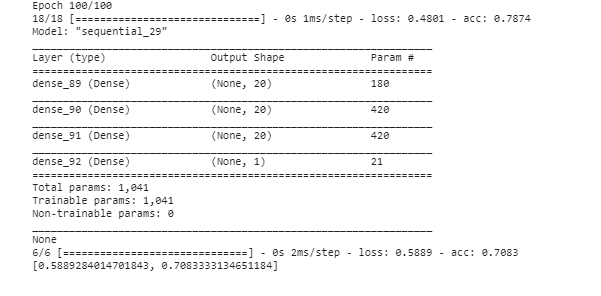 Epoch 100/100
18/18 [==============================] - 0s 1ms/step - loss: 0.4801 - acc: 0.7874
Model: "sequential_29"
_________________________________________________________________
Layer (type) Output Shape Param #
=================================================================
dense_89 (Dense) (None, 20) 180
_________________________________________________________________
dense_90 (Dense) (None, 20) 420
_________________________________________________________________
dense_91 (Dense) (None, 20) 420
_________________________________________________________________
dense_92 (Dense) (None, 1) 21
=================================================================
Total params: 1,041
Trainable params: 1,041
Non-trainable params: 0
_________________________________________________________________
None
6/6 [==============================] - 0s 2ms/step - loss: 0.5889 - acc: 0.7083
[0.5889284014701843, 0.7083333134651184]